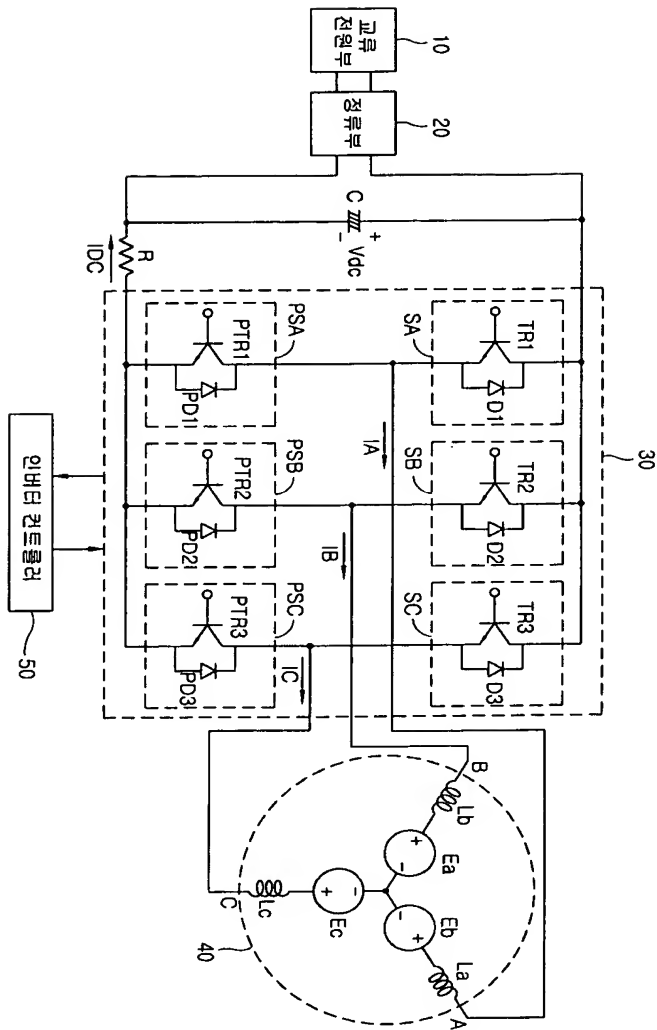 10
교류
전원부
20
정류부
C
+
-
Vdc
R
IDC
30
SA
TR1
D1
SB
TR2
D2
SC
TR3
D3
PSA
PTR1
PD1
PSB
PTR2
PD2
PSC
PTR3
PD3
IA
IB
IC
인버터 컨트롤러
50
B
Lb
+
-
Ea
-
+
Eb
La
A
-
+
Ec
Lc
C
40